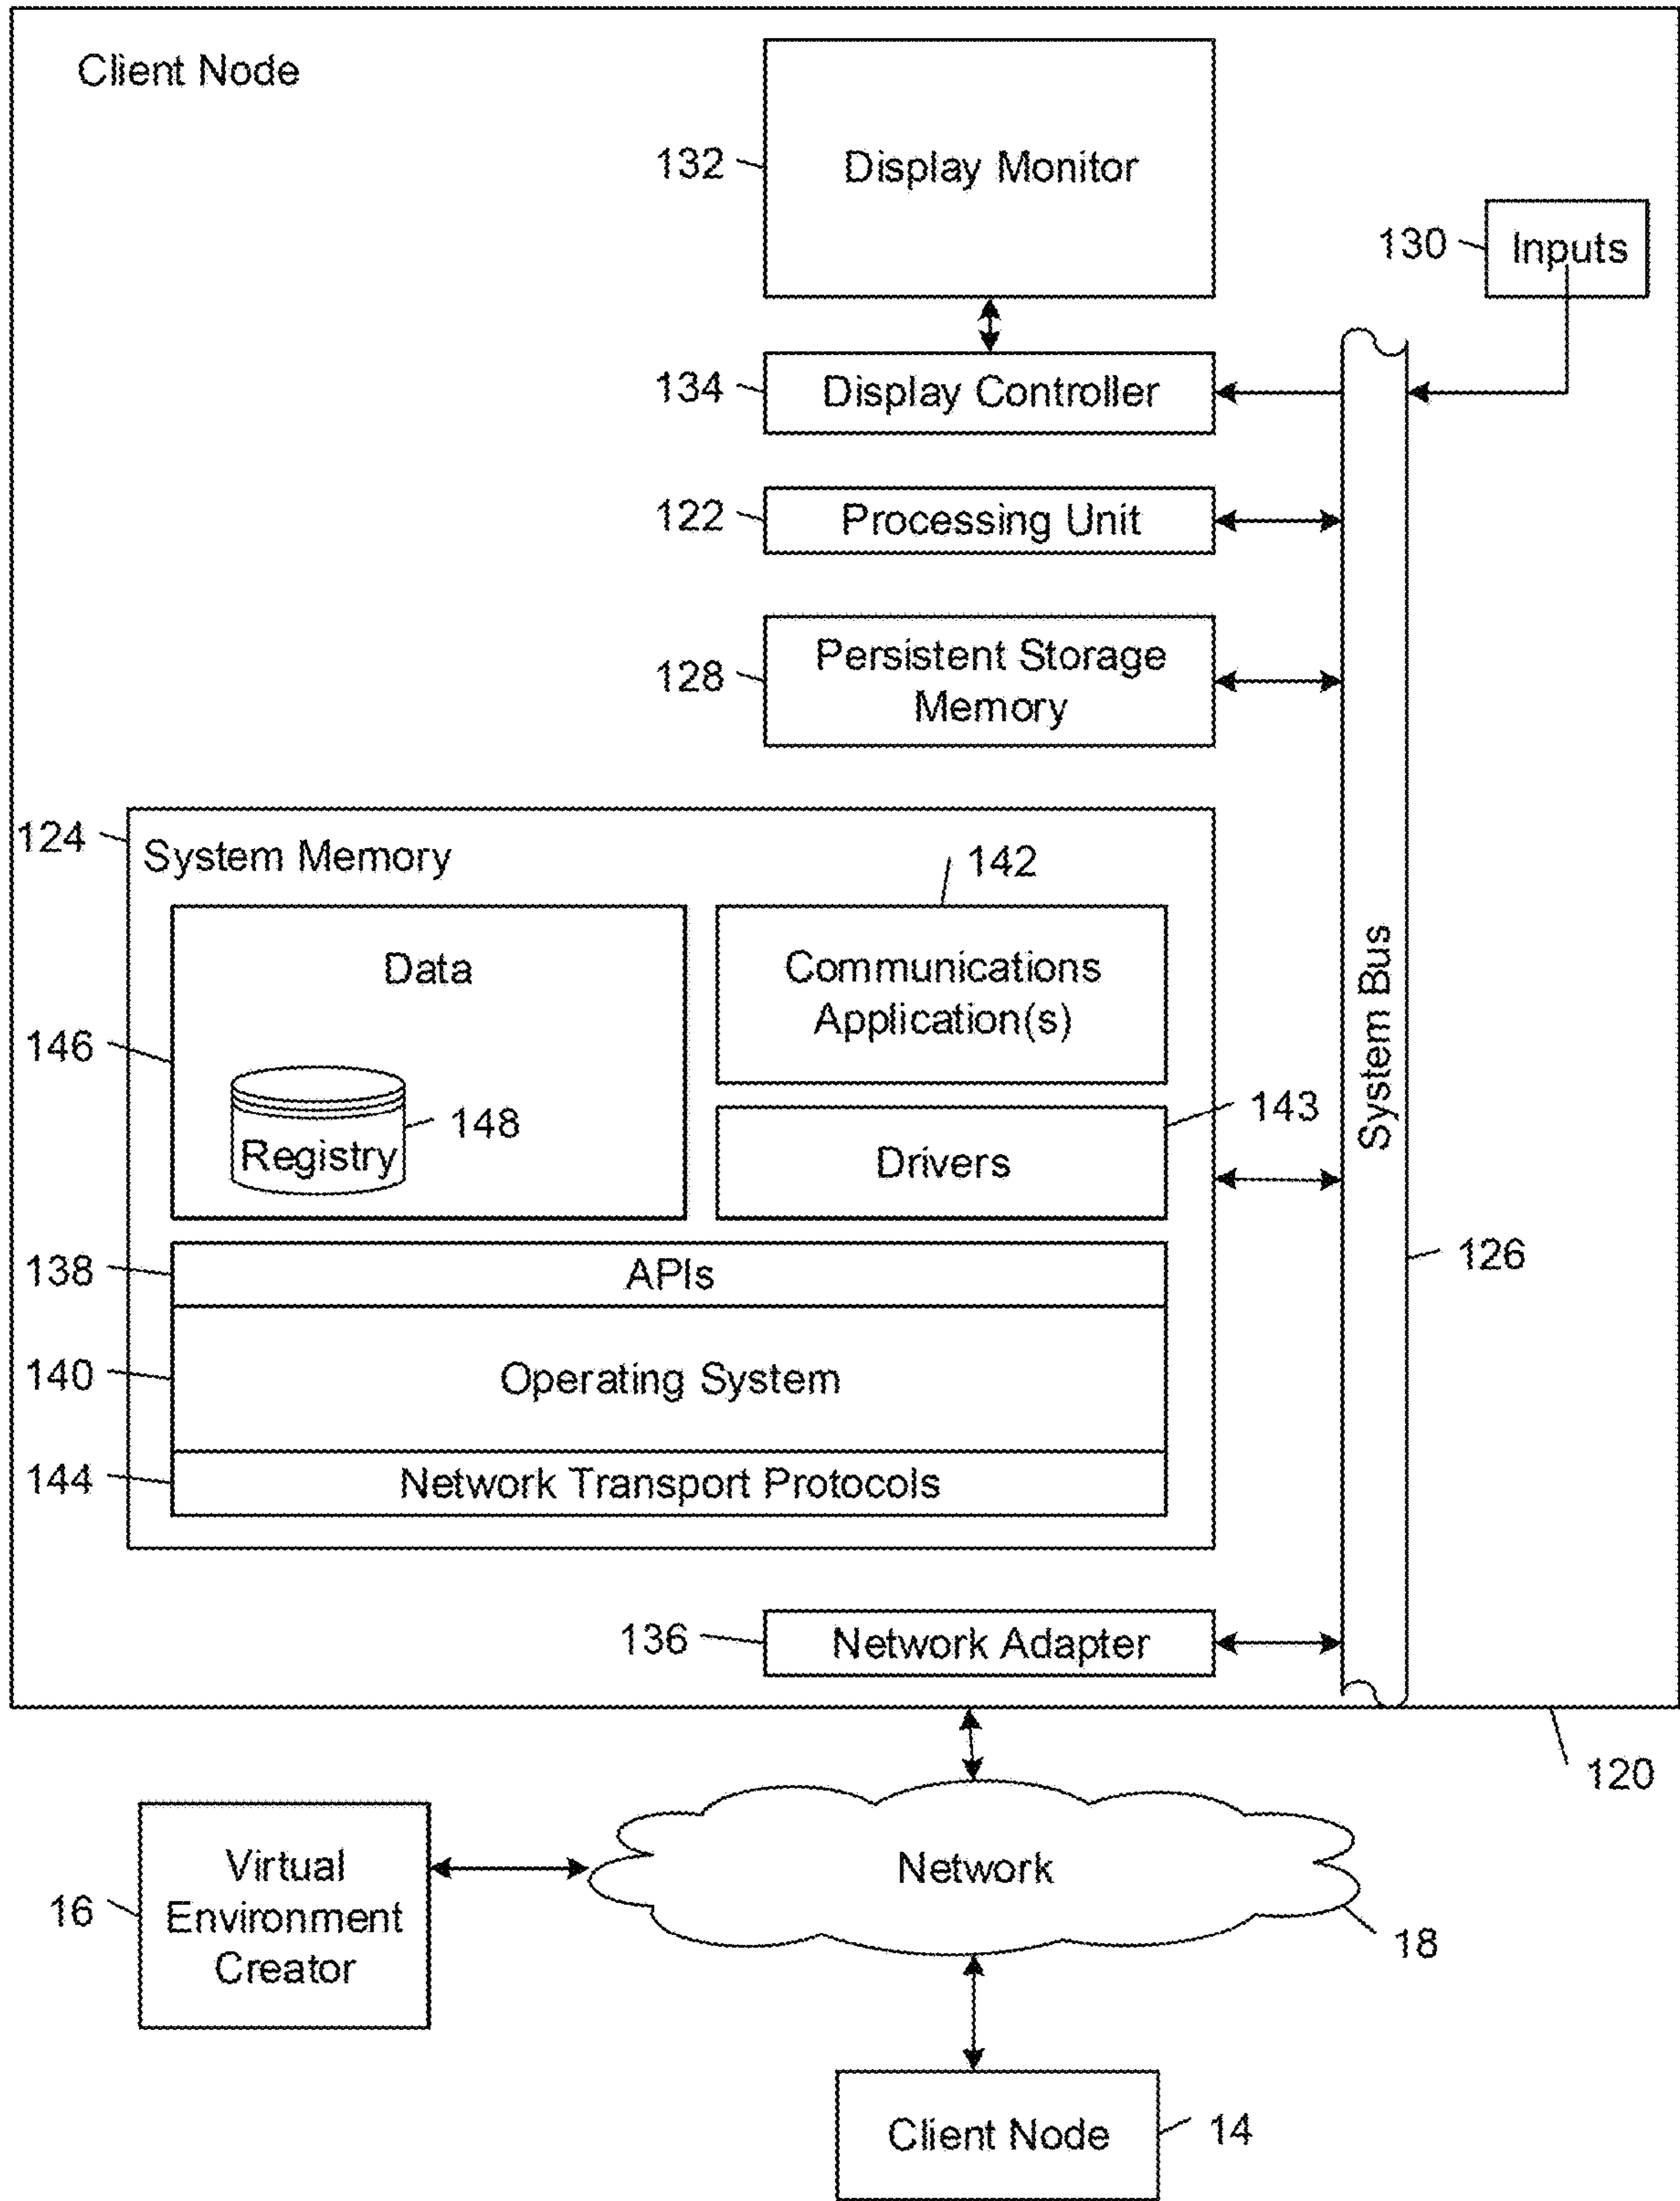 Client Node
132
Display Monitor
130
Inputs
134
Display Controller
122
Processing Unit
128
Persistent Storage
Memory
124
System Memory
142
Data
Communications
Application(s)
System Bus
146
148
Registry
143
Drivers
138
APIs
126
140
Operating System
144
Network Transport Protocols
136
Network Adapter
120
16
Virtual
Environment
Creator
Network
18
Client Node
14